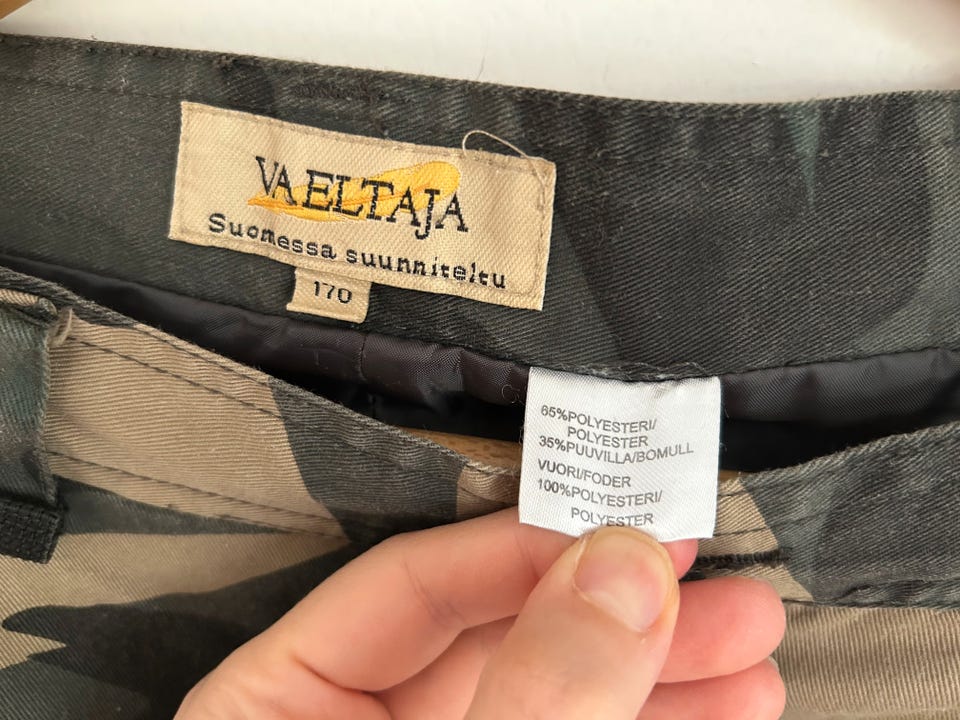 VAELTAJA
Suomessa suunniteltu
170
65%POLYESTERI/
POLYESTER
35%PUUVILLA/BOMULL
VUORI/FODER
100%POLYESTERI/
POLYESTER